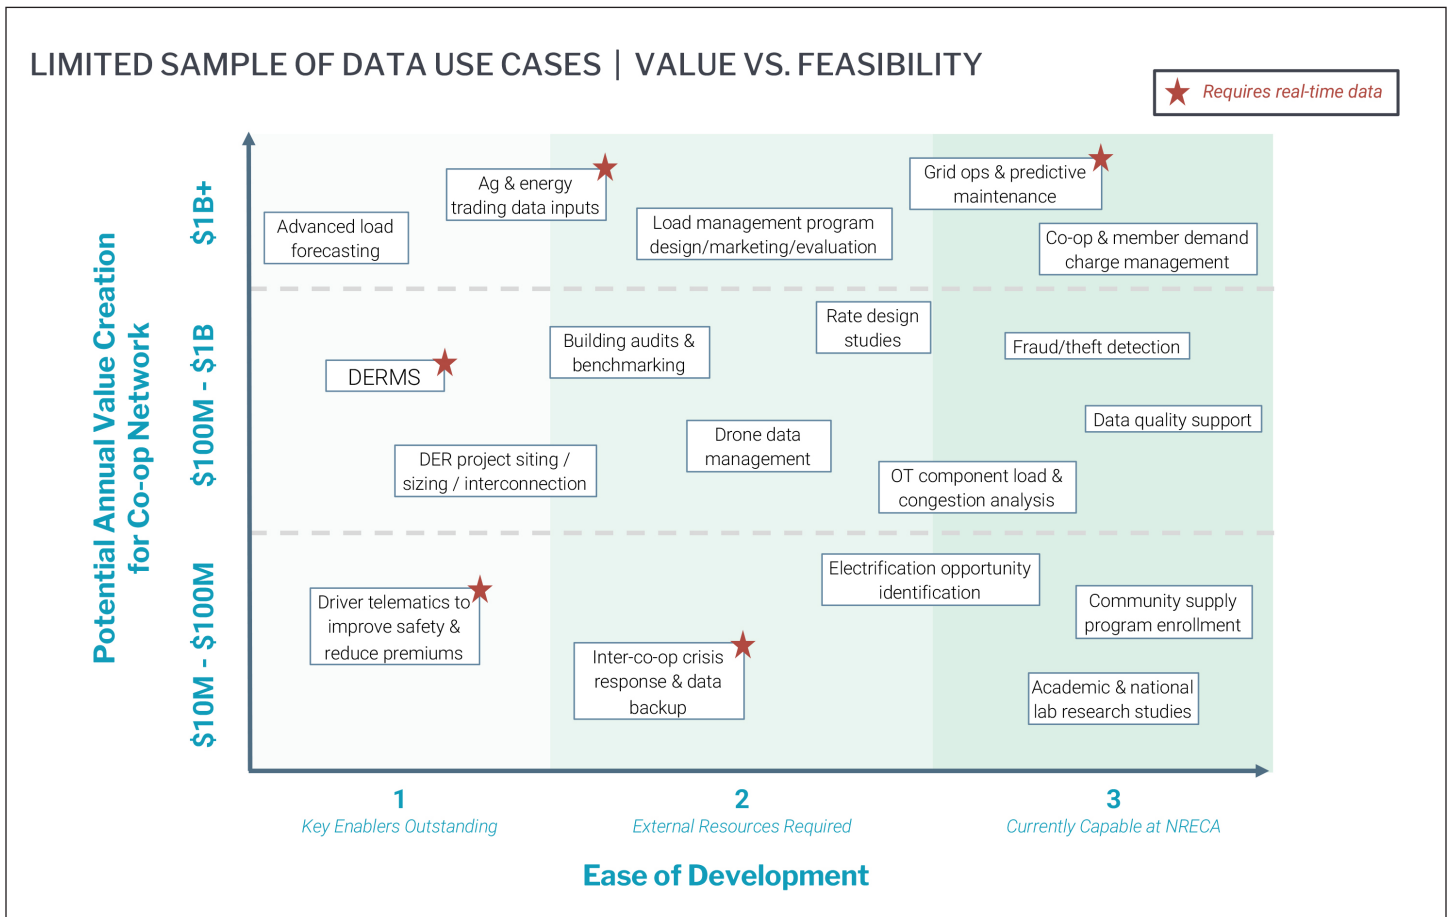 LIMITED SAMPLE OF DATA USE CASES | VALUE VS. FEASIBILITY
Requires real-time data
Potential Annual Value Creation
for Co-op Network
$1B+
$100M - $1B
$10M - $100M
Advanced load
forecasting
Ag & energy
trading data inputs
Load management program
design/marketing/evaluation
Grid ops & predictive
maintenance
Co-op & member demand
charge management
DERMS
Building audits &
benchmarking
Rate design
studies
Fraud/theft detection
Data quality support
DER project siting /
sizing / interconnection
Drone data
management
OT component load &
congestion analysis
Driver telematics to
improve safety &
reduce premiums
Inter-co-op crisis
response & data
backup
Electrification opportunity
identification
Community supply
program enrollment
Academic & national
lab research studies
1
Key Enablers Outstanding
2
External Resources Required
3
Currently Capable at NRECA
Ease of Development